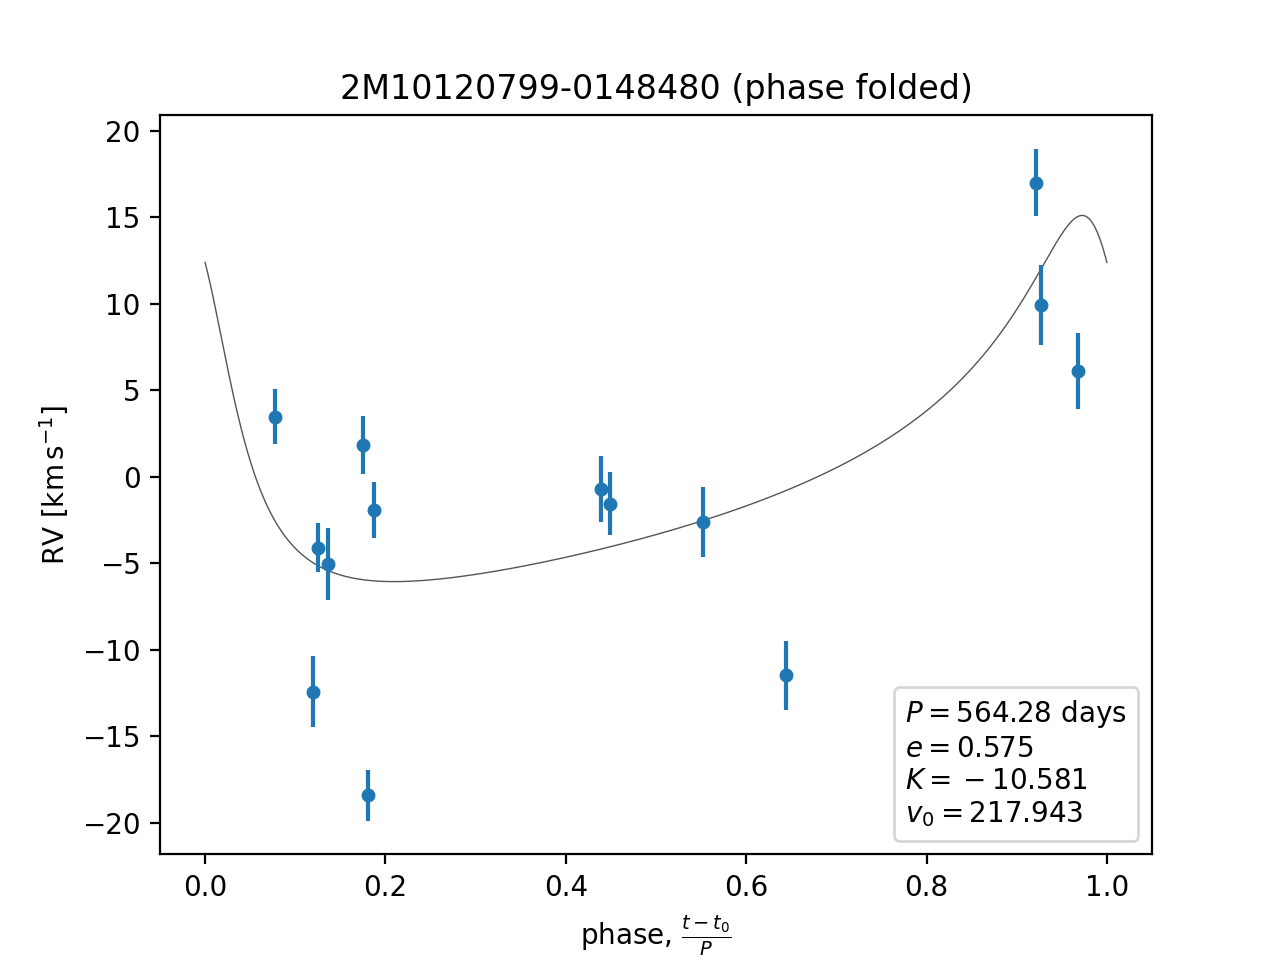 2M10120799-0148480 (phase folded)
20
15
10
5
0
−5
−10
−15
−20
RV [km s⁻¹]
P = 564.28 days
e = 0.575
K = −10.581
v₀ = 217.943
0.0 0.2 0.4 0.6 0.8 1.0
phase, (t − t₀)/P